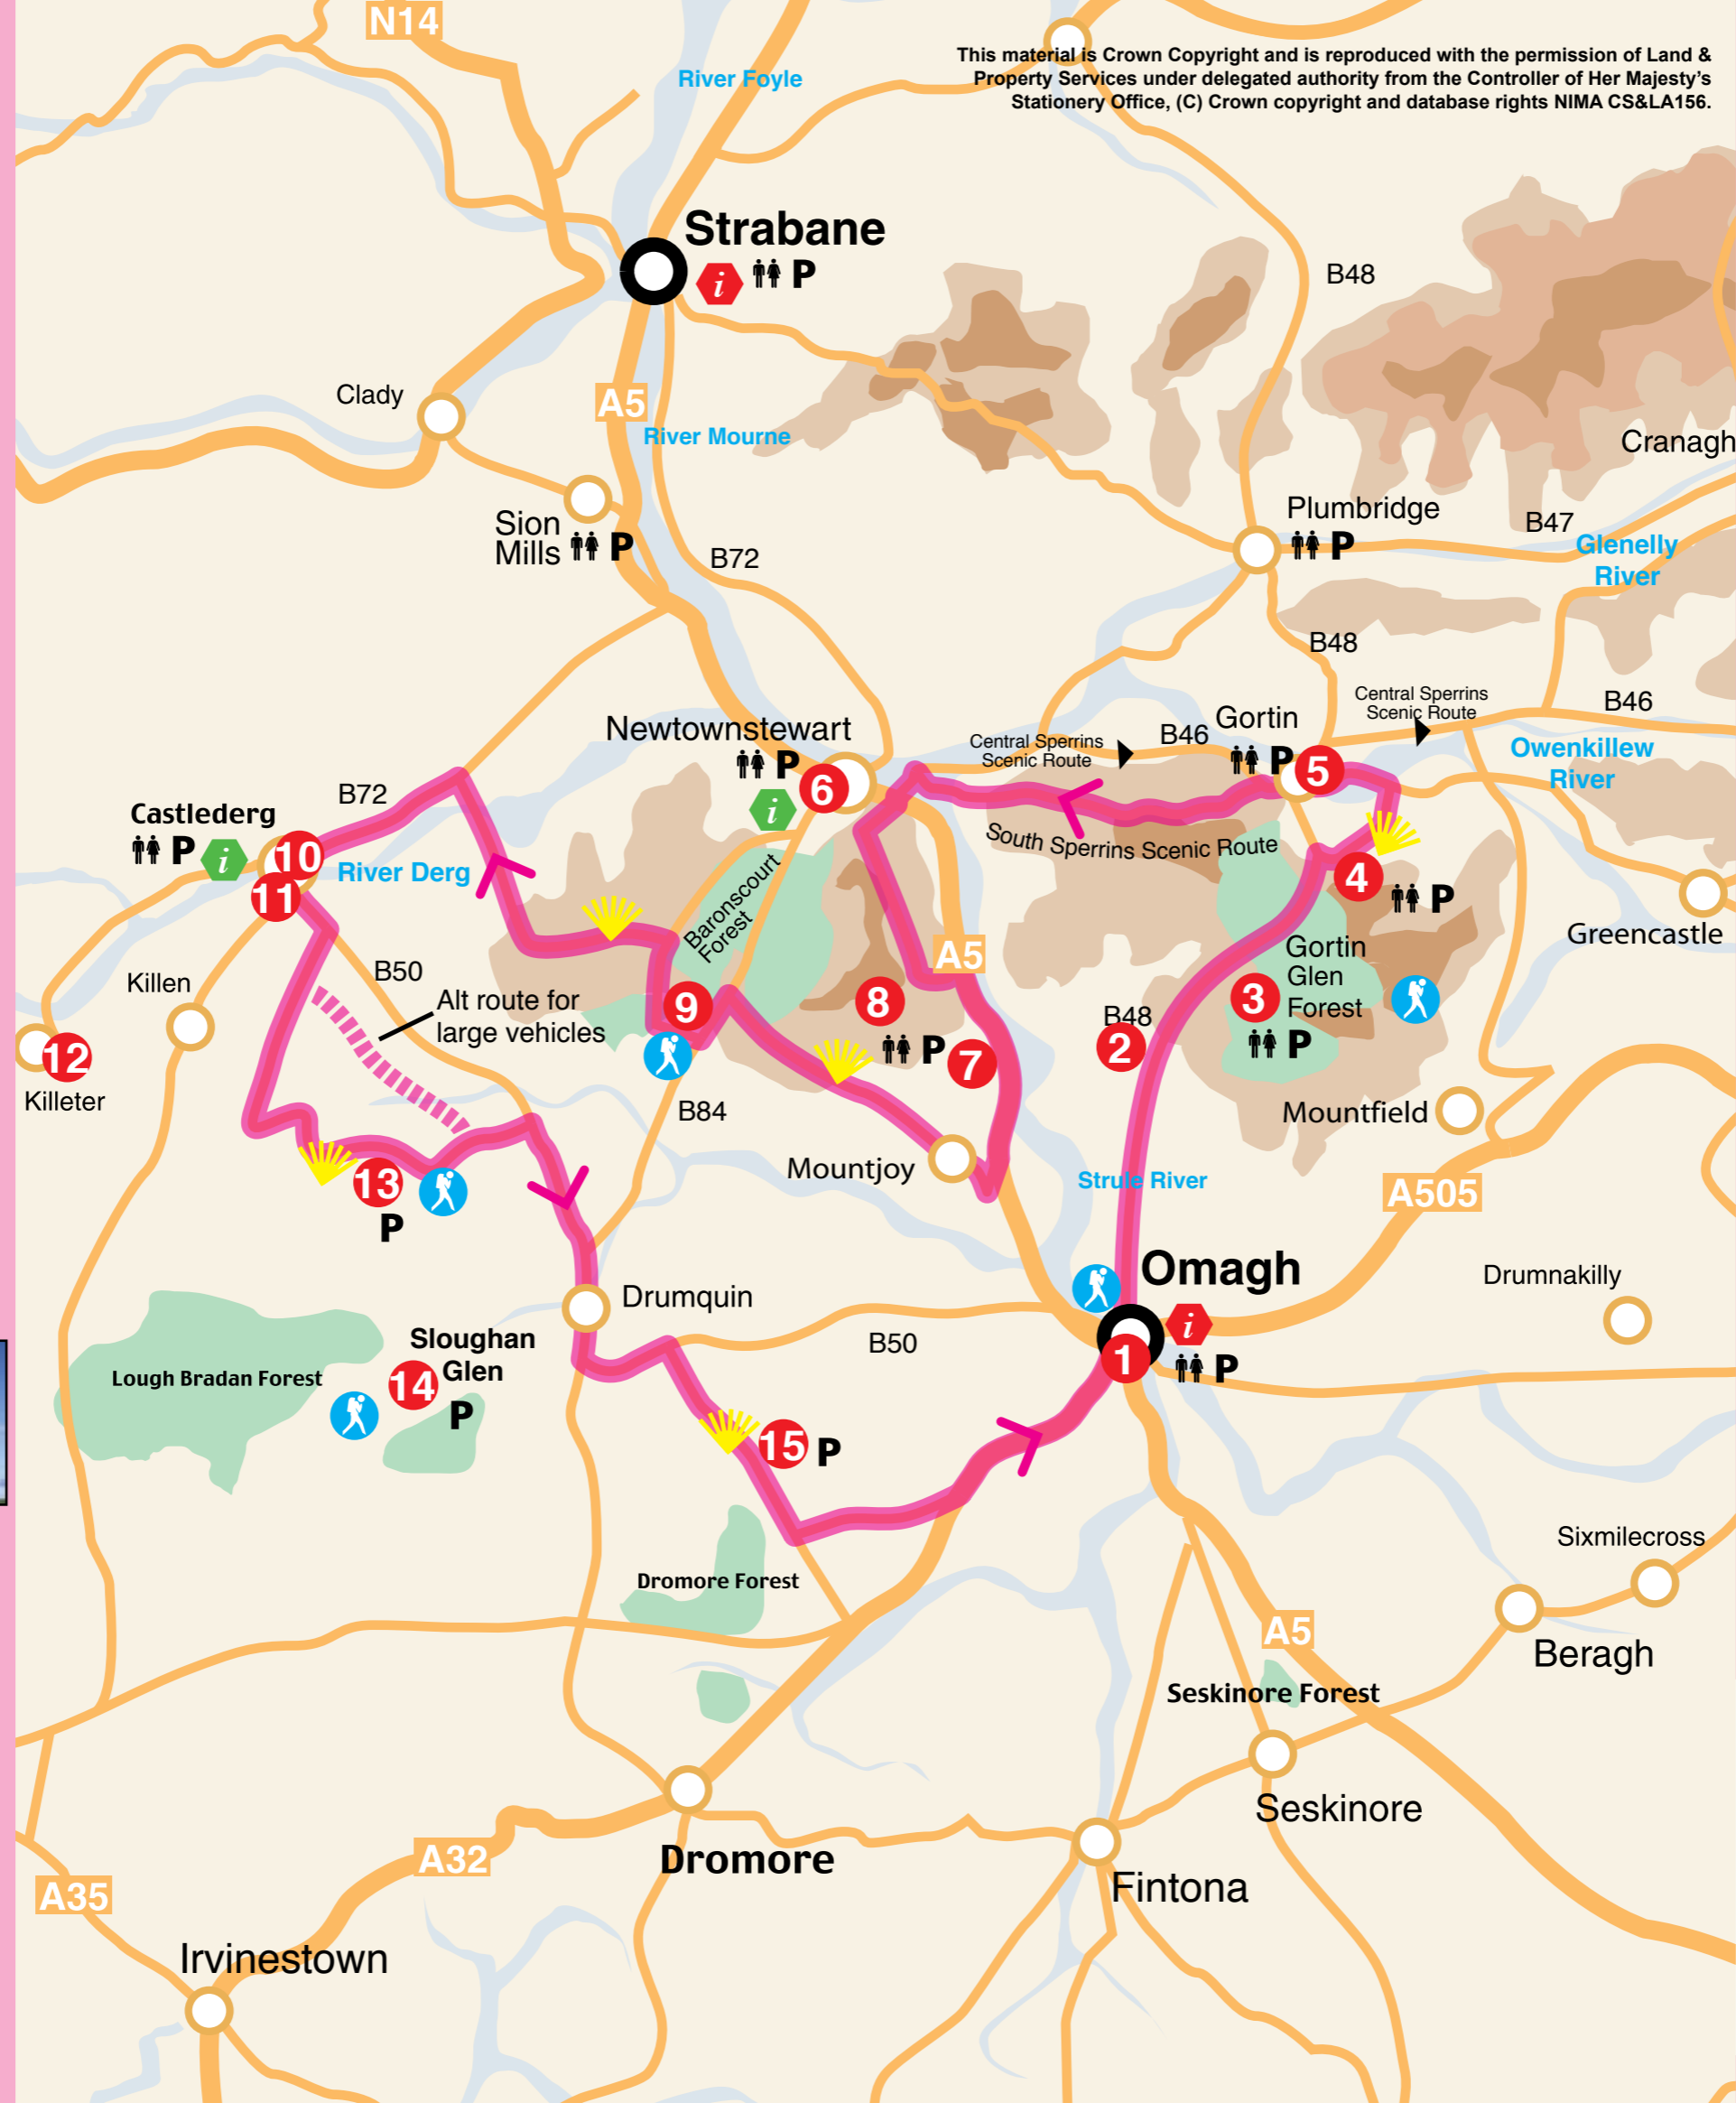 N14
River Foyle
This material is Crown Copyright and is reproduced with the permission of Land &
Property Services under delegated authority from the Controller of Her Majesty's
Stationery Office, (C) Crown copyright and database rights NIMA CS&LA156.
Strabane
i P
B48
Clady
A5
River Mourne
Cranagh
Sion
Mills P
Plumbridge
P
B47
Glenelly
River
B72
B48
Central Sperrins
Scenic Route
B46
Newtownstewart
P
i
6
Central Sperrins
Scenic Route
B46
Gortin
P
5
Owenkillew
River
B72
Castlederg
P i
10
11
River Derg
South Sperrins Scenic Route
4
P
Baronscourt
Forest
A5
Greencastle
Gortin
Glen
Forest
3
P
Killen
B50
Alt route for
large vehicles
9
8
P
7
B48
2
12
Killeter
B84
Mountfield
Mountjoy
13
P
Strule River
A505
Omagh
i
P
1
Drumnakilly
Drumquin
B50
Sloughan
Glen
14
P
Lough Bradan Forest
15 P
Sixmilecross
Dromore Forest
A5
Beragh
Seskinore Forest
Seskinore
Dromore
A32
Fintona
A35
Irvinestown